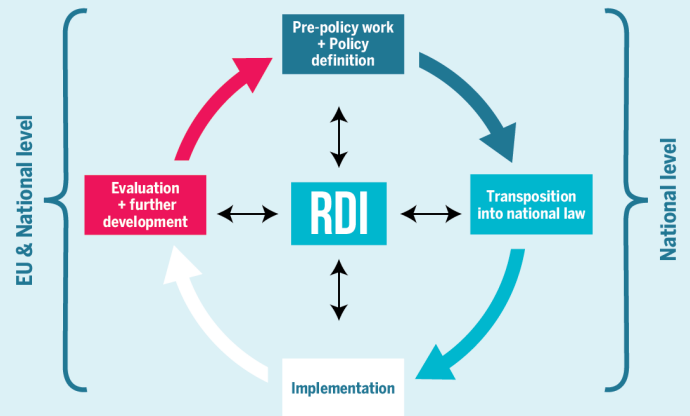 Pre-policy work
+ Policy
definition
EU & National level
Evaluation
+ further
development
RDI
Transposition
into national law
National level
Implementation